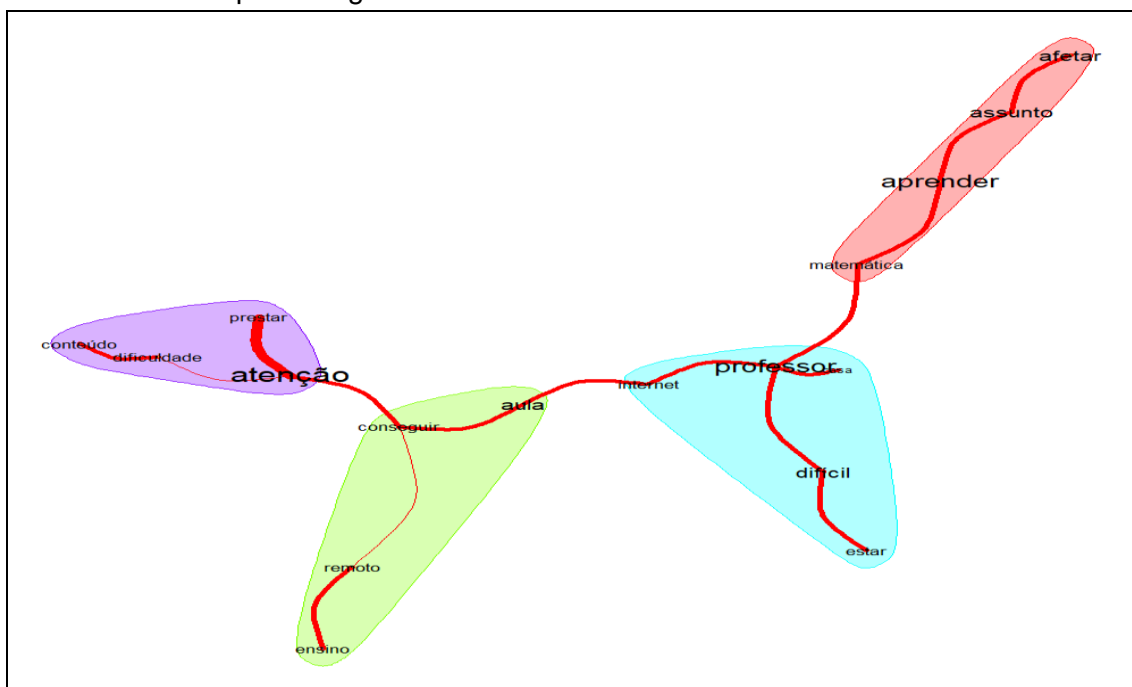 afetar
assunto
aprender
matemática
prestar
conteúdo
dificuldade
atenção
professor
internet
aula
conseguir
difícil
estar
remoto
ensino